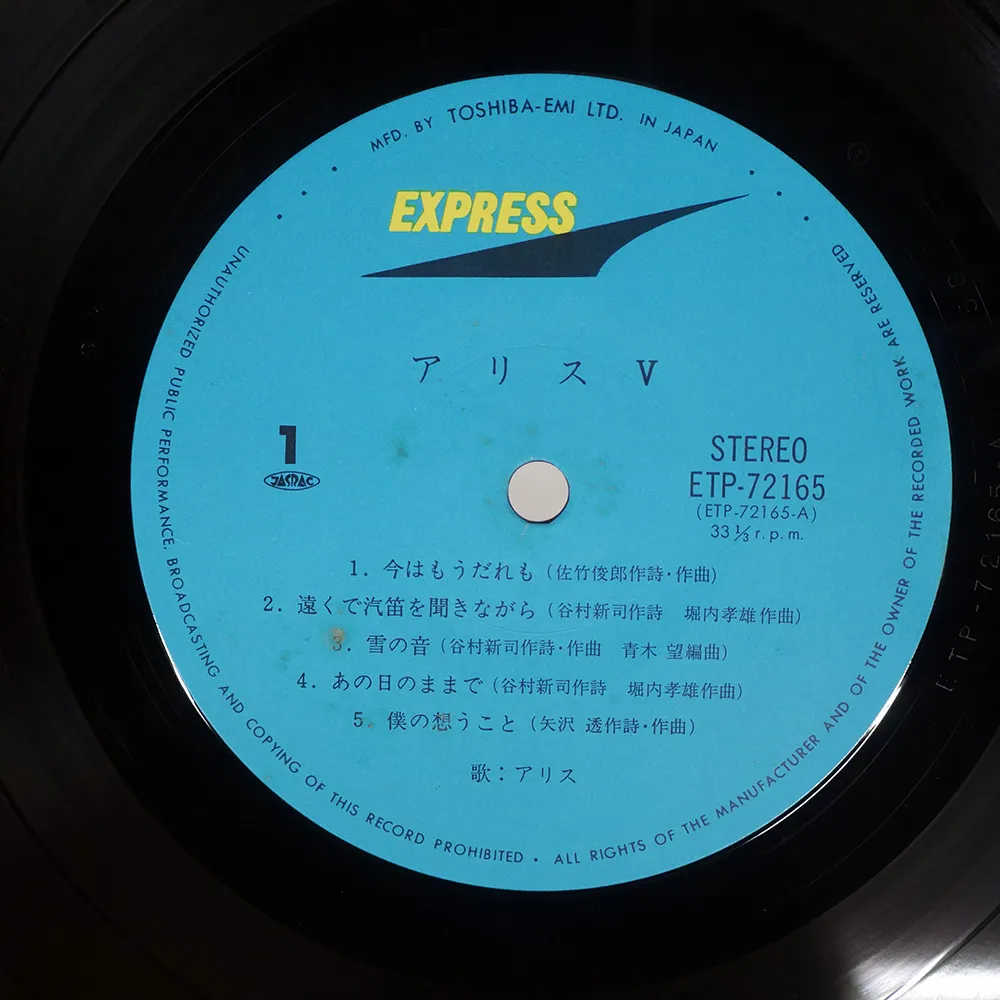 MFD. BY TOSHIBA-EMI LTD. IN JAPAN
EXPRESS
アリスV
1
JASRAC
STEREO
ETP-72165
(ETP-72165-A)
33 1/3 r.p.m.
1. 今はもうだれも (佐竹俊郎作詩・作曲)
2. 遠くで汽笛を聞きながら (谷村新司作詩 堀内孝雄作曲)
3. 雪の音 (谷村新司作詩・作曲 青木 望編曲)
4. あの日のままで (谷村新司作詩 堀内孝雄作曲)
5. 僕の想うこと (矢沢 透作詩・作曲)
歌：アリス
UNAUTHORIZED PUBLIC PERFORMANCE, BROADCASTING AND COPYING OF THIS RECORD PROHIBITED • ALL RIGHTS OF THE MANUFACTURER AND OF THE OWNER OF THE RECORDED WORK ARE RESERVED